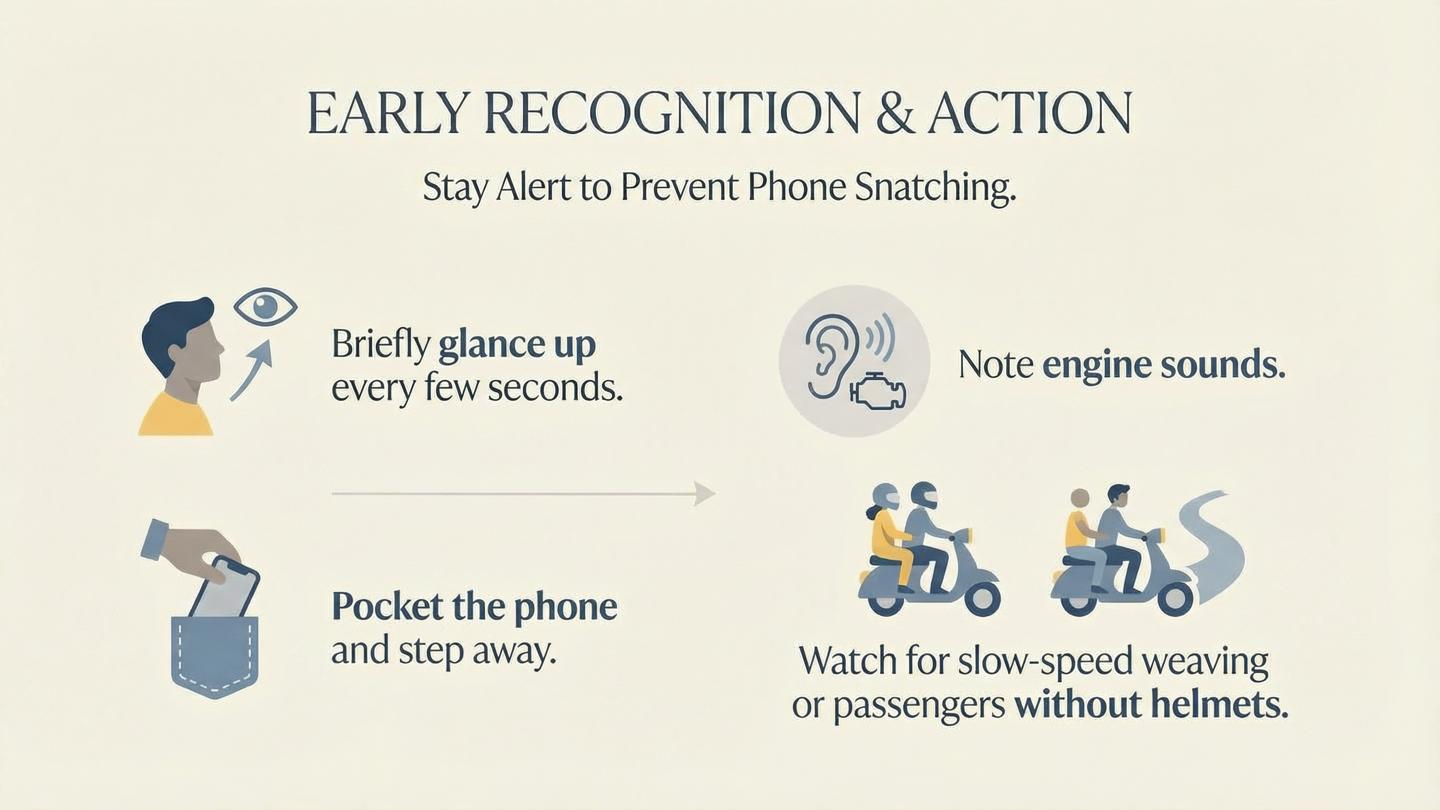 EARLY RECOGNITION & ACTION
Stay Alert to Prevent Phone Snatching.
Briefly glance up
every few seconds.
Note engine sounds.
Pocket the phone
and step away.
Watch for slow-speed weaving
or passengers without helmets.